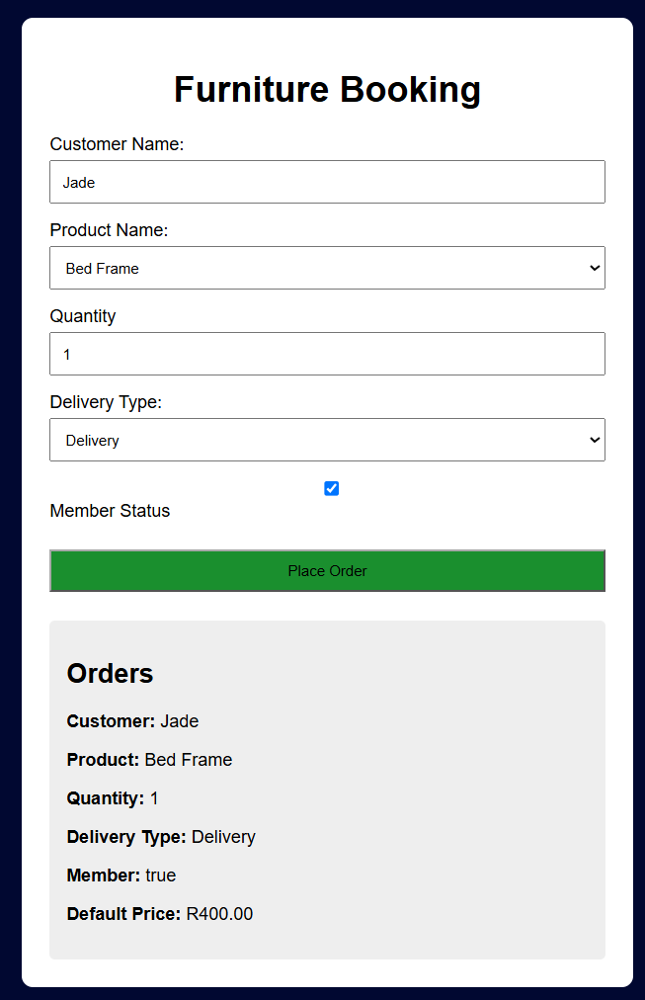 Furniture Booking
Customer Name:
Jade
Product Name:
Bed Frame
Quantity
1
Delivery Type:
Delivery
Member Status
Place Order
Orders
Customer: Jade
Product: Bed Frame
Quantity: 1
Delivery Type: Delivery
Member: true
Default Price: R400.00